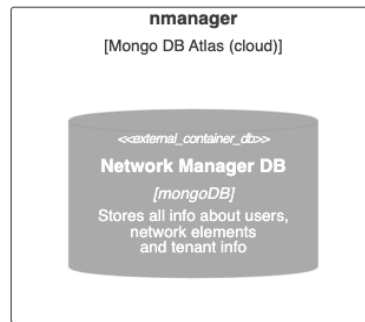 nmanager
[Mongo DB Atlas (cloud)]
<<external_container_db>>
Network Manager DB
[mongoDB]
Stores all info about users,
network elements
and tenant info